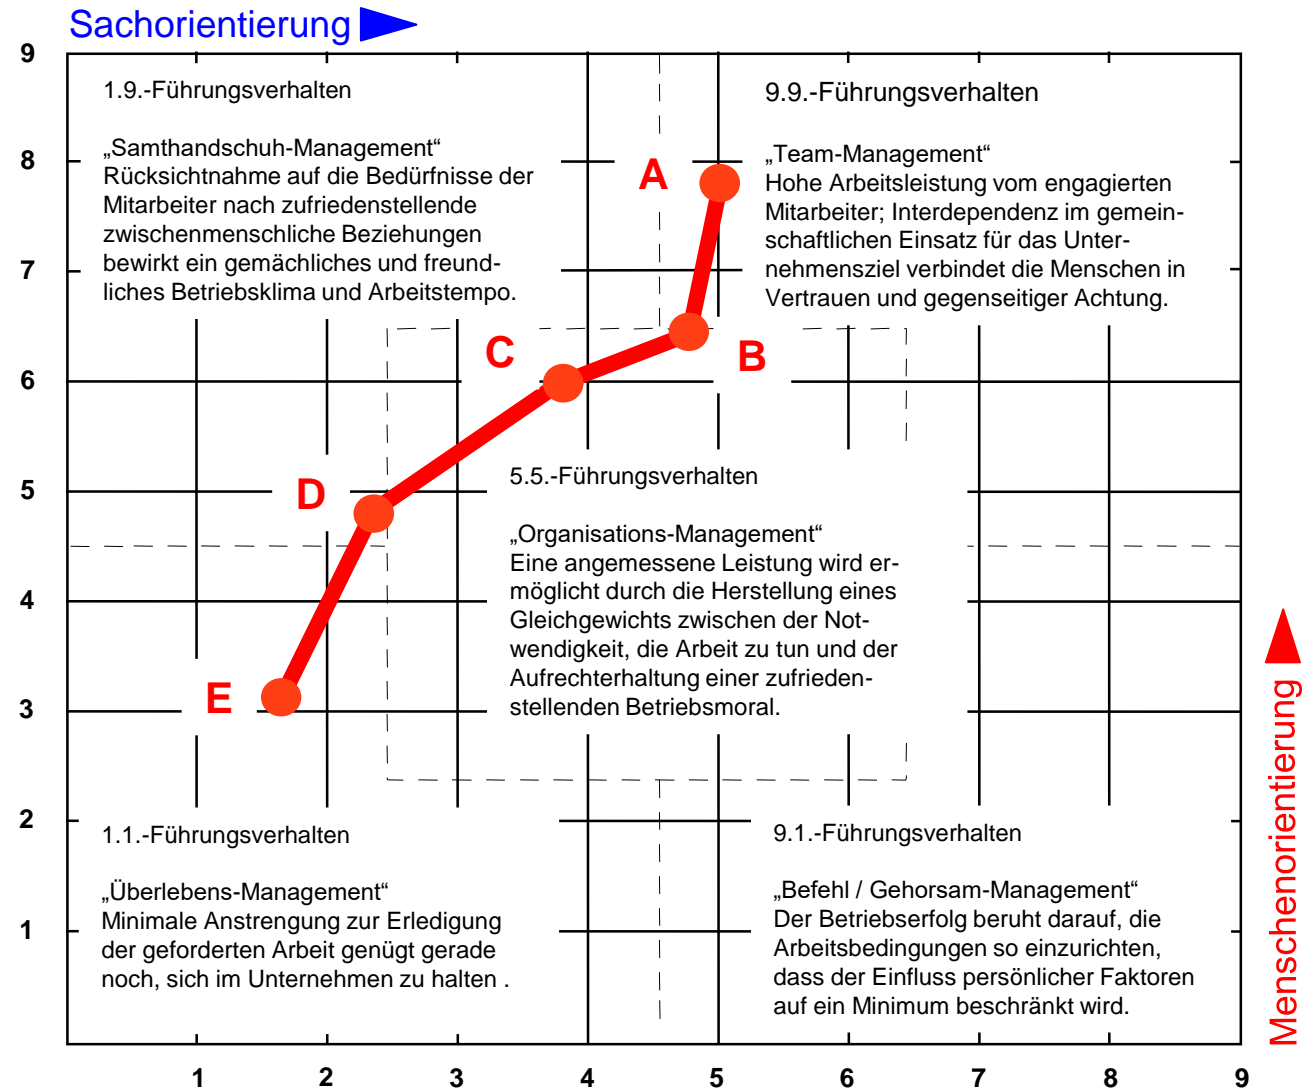 Sachorientierung
9
8
7
6
5
4
3
2
1
1.9.-Führungsverhalten
„Samthandschuh-Management“
Rücksichtnahme auf die Bedürfnisse der
Mitarbeiter nach zufriedenstellende
zwischenmenschliche Beziehungen
bewirkt ein gemächliches und freund-
liches Betriebsklima und Arbeitstempo.
9.9.-Führungsverhalten
„Team-Management“
Hohe Arbeitsleistung vom engagierten
Mitarbeiter; Interdependenz im gemein-
schaftlichen Einsatz für das Unter-
nehmensziel verbindet die Menschen in
Vertrauen und gegenseitiger Achtung.
A
B
C
D
E
5.5.-Führungsverhalten
„Organisations-Management“
Eine angemessene Leistung wird er-
möglicht durch die Herstellung eines
Gleichgewichts zwischen der Not-
wendigkeit, die Arbeit zu tun und der
Aufrechterhaltung einer zufrieden-
stellenden Betriebsmoral.
1.1.-Führungsverhalten
„Überlebens-Management“
Minimale Anstrengung zur Erledigung
der geforderten Arbeit genügt gerade
noch, sich im Unternehmen zu halten .
9.1.-Führungsverhalten
„Befehl / Gehorsam-Management“
Der Betriebserfolg beruht darauf, die
Arbeitsbedingungen so einzurichten,
dass der Einfluss persönlicher Faktoren
auf ein Minimum beschränkt wird.
Menschenorientierung
1 2 3 4 5 6 7 8 9